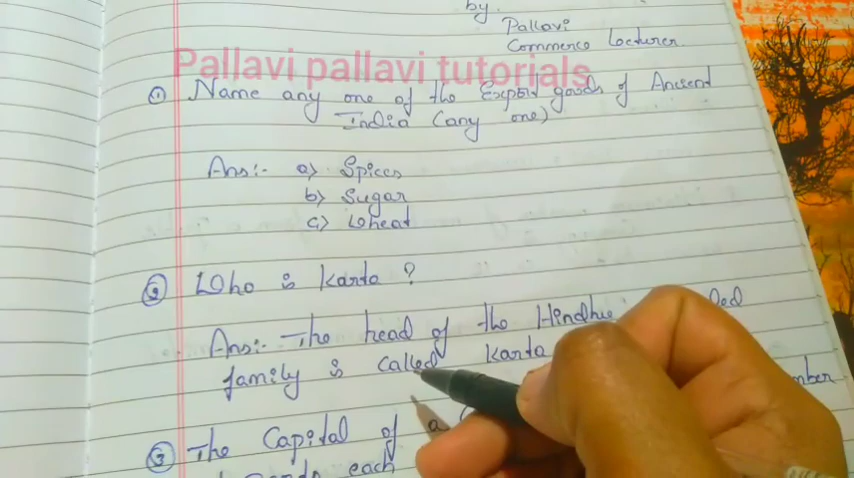 by
Pallavi
Commerce Lecturer
Pallavi pallavi tutorials
① Name any one of the Export goods of Ancient
India (any one)
Ans:- a) Spices
b) Sugar
c) Wheat
② Who is Karta ?
Ans:- The head of the Hindhu
family is called Karta
③ The Capital of a
each